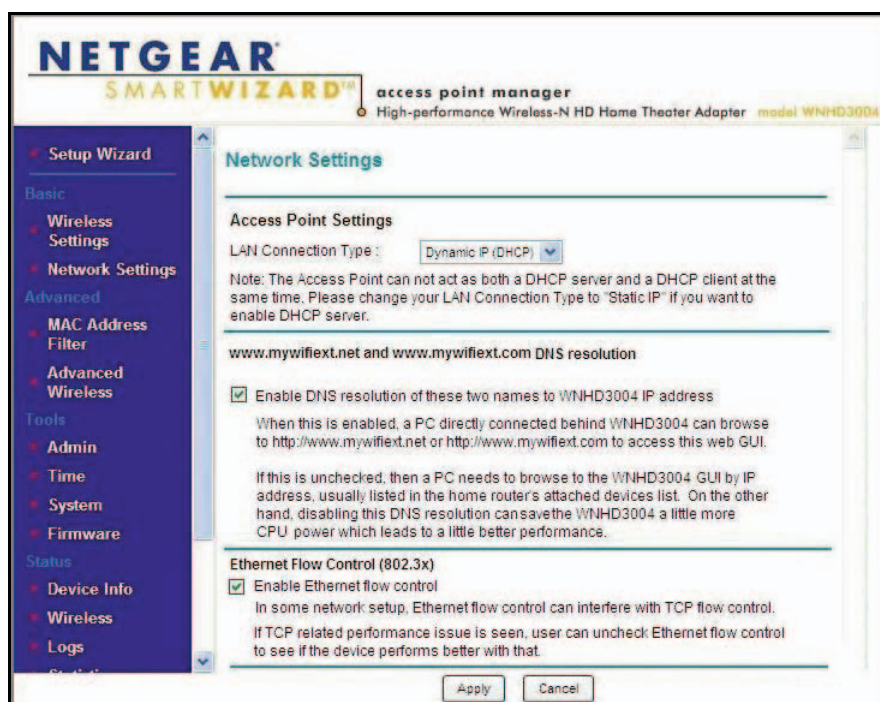 NETGEAR
SMARTWIZARD™
access point manager
High-performance Wireless-N HD Home Theater Adapter model WNHD3004
Setup Wizard
Basic
Wireless
Settings
Network Settings
Advanced
MAC Address
Filter
Advanced
Wireless
Tools
Admin
Time
System
Firmware
Status
Device Info
Wireless
Logs
Network Settings
Access Point Settings
LAN Connection Type : Dynamic IP (DHCP)
Note: The Access Point can not act as both a DHCP server and a DHCP client at the
same time. Please change your LAN Connection Type to "Static IP" if you want to
enable DHCP server.
www.mywifiext.net and www.mywifiext.com DNS resolution
Enable DNS resolution of these two names to WNHD3004 IP address
When this is enabled, a PC directly connected behind WNHD3004 can browse
to http://www.mywifiext.net or http://www.mywifiext.com to access this web GUI.
If this is unchecked, then a PC needs to browse to the WNHD3004 GUI by IP
address, usually listed in the home router's attached devices list. On the other
hand, disabling this DNS resolution cansavethe WNHD3004 a little more
CPU power which leads to a little better performance.
Ethernet Flow Control (802.3x)
Enable Ethernet flow control
In some network setup, Ethernet flow control can interfere with TCP flow control.
If TCP related performance issue is seen, user can uncheck Ethernet flow control
to see if the device performs better with that.
Apply Cancel